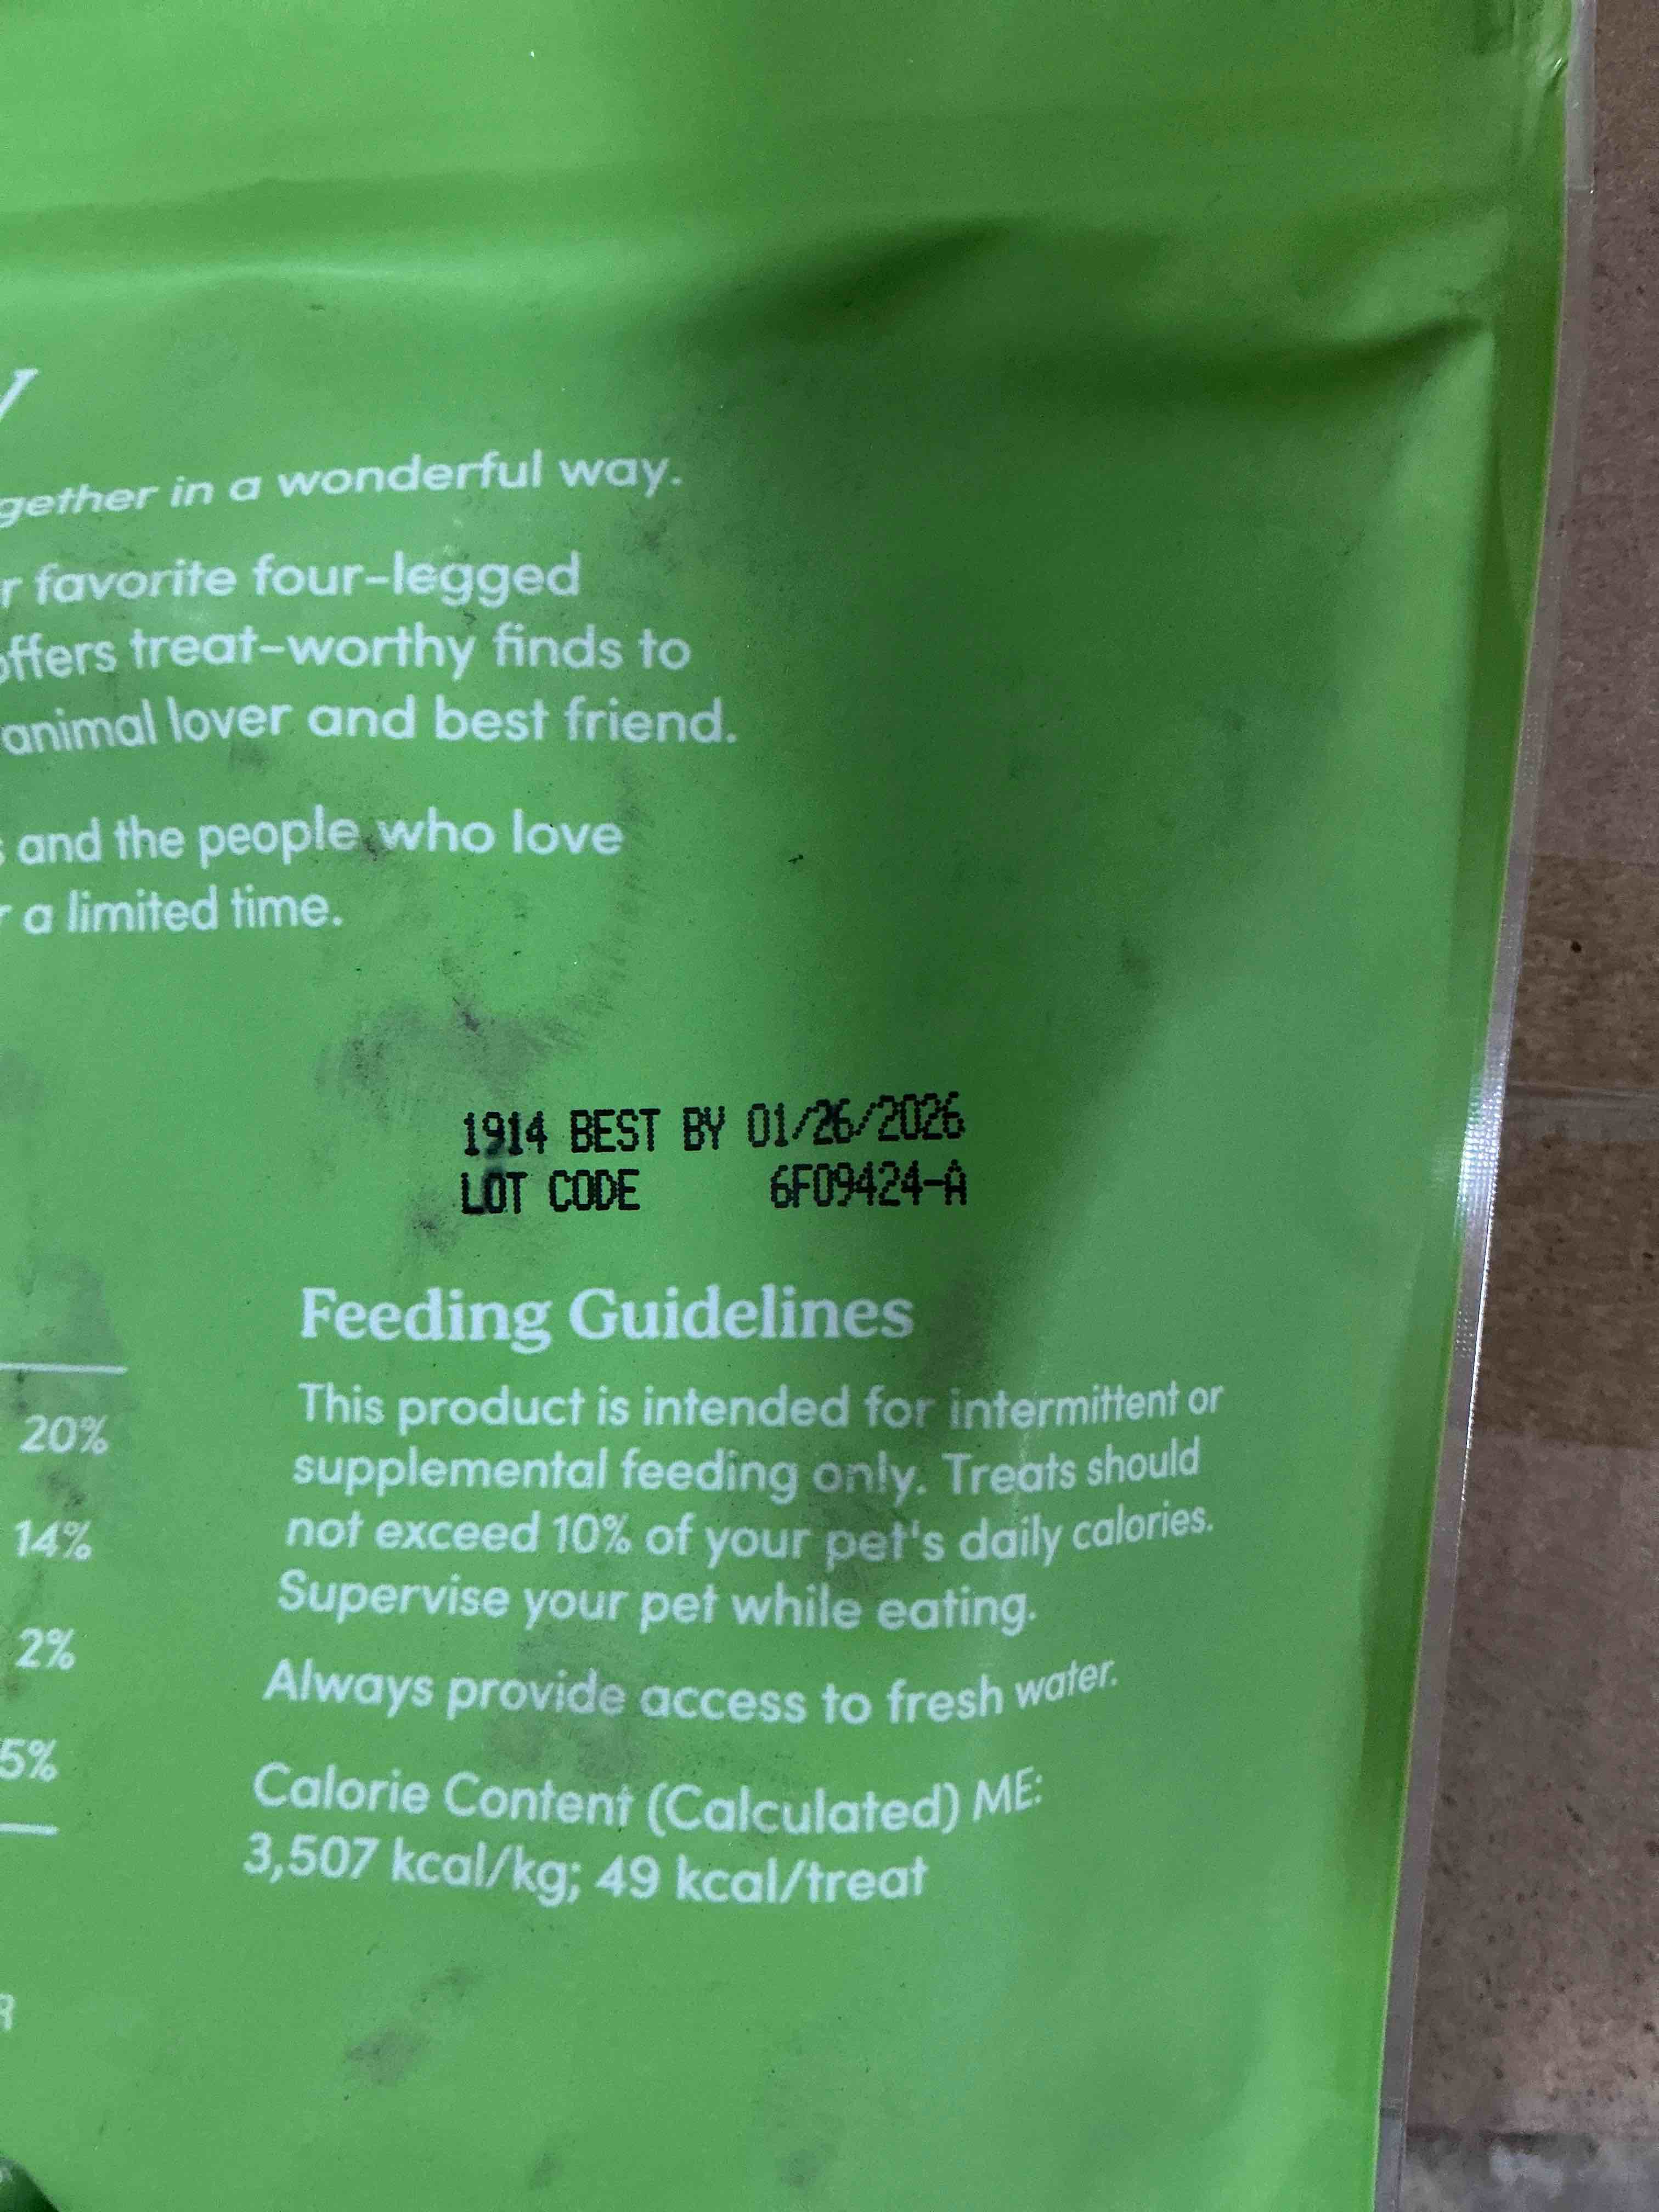 y
gether in a wonderful way.
r favorite four-legged
offers treat-worthy finds to
animal lover and best friend.
s and the people who love
r a limited time.
1914 BEST BY 01/26/2026
LOT CODE 6F09424-A
Feeding Guidelines
This product is intended for intermittent or
supplemental feeding only. Treats should
not exceed 10% of your pet's daily calories.
Supervise your pet while eating.
Always provide access to fresh water.
Calorie Content (Calculated) ME:
3,507 kcal/kg; 49 kcal/treat
20%
14%
2%
5%
R